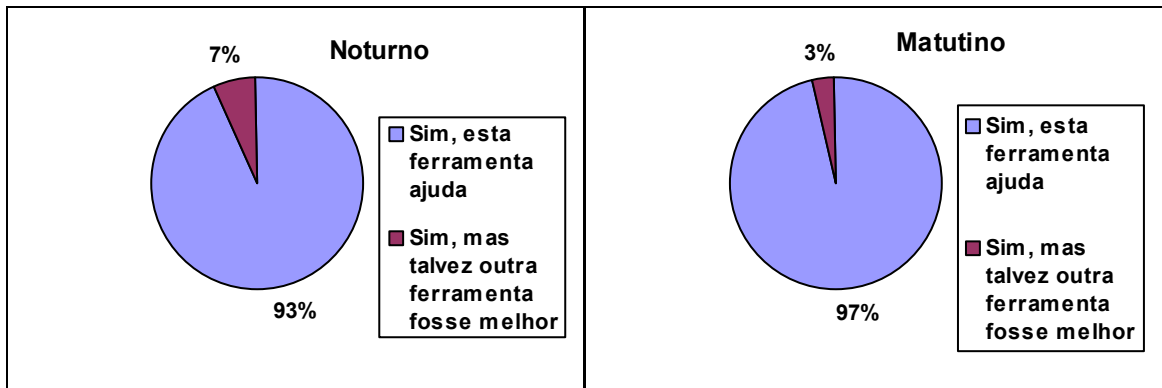 Noturno
7%
93%
Sim, esta
ferramenta
ajuda
Sim, mas
talvez outra
ferramenta
fosse melhor
Matutino
3%
97%
Sim, esta
ferramenta
ajuda
Sim, mas
talvez outra
ferramenta
fosse melhor